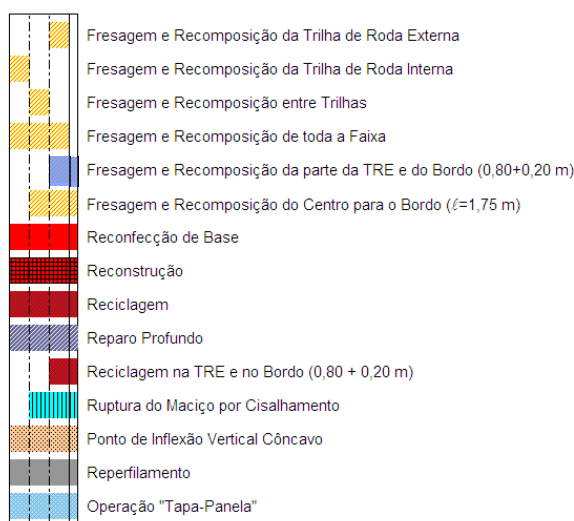 Fresagem e Recomposição da Trilha de Roda Externa
Fresagem e Recomposição da Trilha de Roda Interna
Fresagem e Recomposição entre Trilhas
Fresagem e Recomposição de toda a Faixa
Fresagem e Recomposição da parte da TRE e do Bordo (0,80+0,20 m)
Fresagem e Recomposição do Centro para o Bordo (ℓ=1,75 m)
Reconfecção de Base
Reconstrução
Reciclagem
Reparo Profundo
Reciclagem na TRE e no Bordo (0,80 + 0,20 m)
Ruptura do Maciço por Cisalhamento
Ponto de Inflexão Vertical Côncavo
Reperfilamento
Operação "Tapa-Panela"